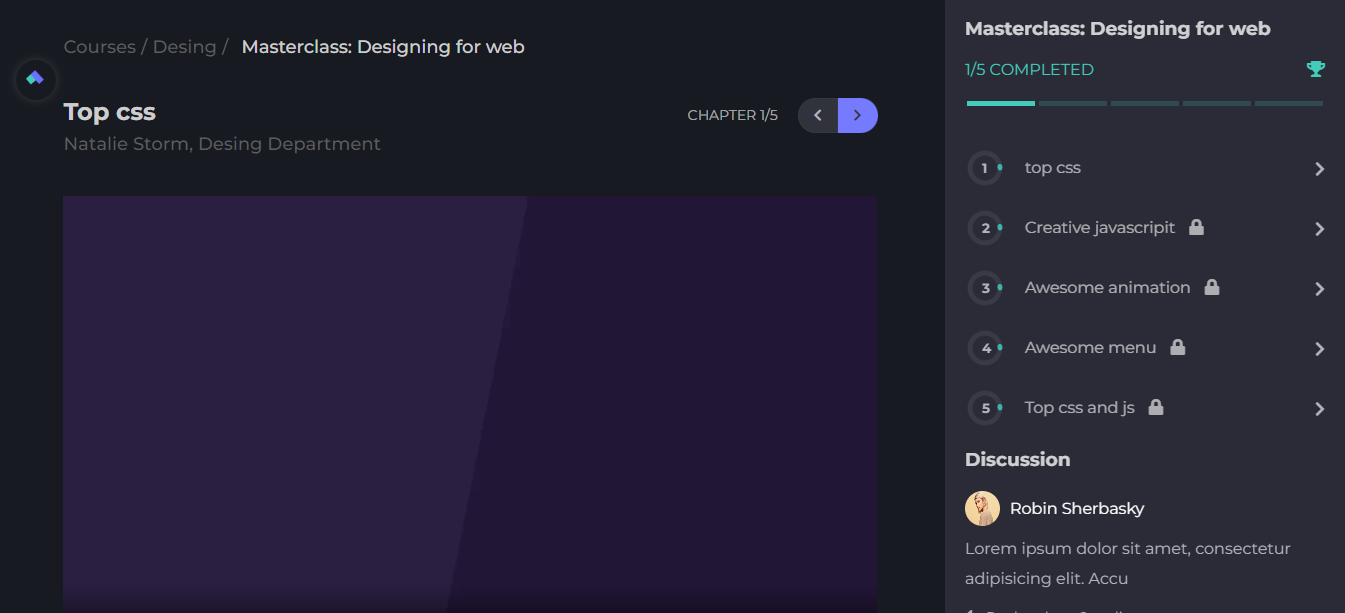 Courses / Desing / Masterclass: Designing for web
Top css
Natalie Storm, Desing Department
CHAPTER 1/5
Masterclass: Designing for web
1/5 COMPLETED
1 top css
2 Creative javascripit
3 Awesome animation
4 Awesome menu
5 Top css and js
Discussion
Robin Sherbasky
Lorem ipsum dolor sit amet, consectetur
adipisicing elit. Accu